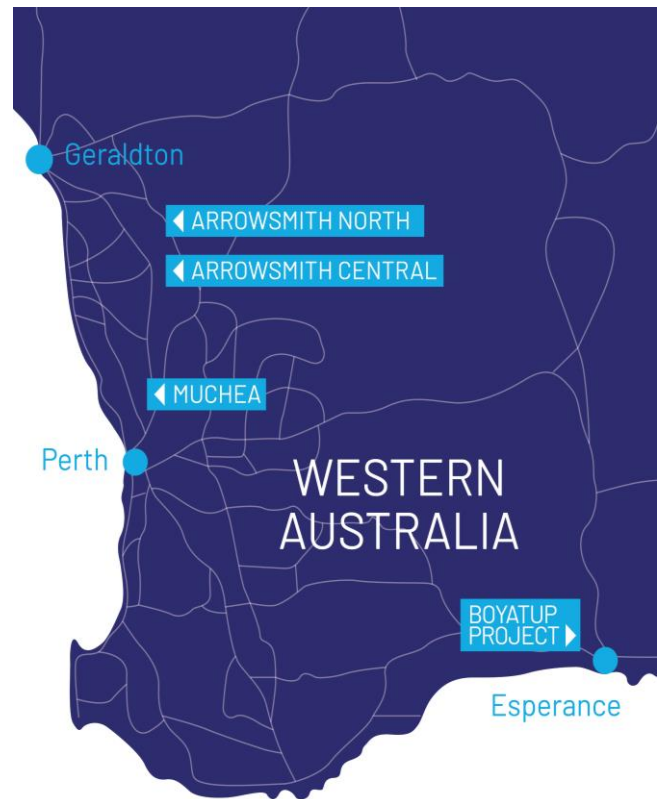 Geraldton
ARROWSMITH NORTH
ARROWSMITH CENTRAL
MUCHEA
Perth
WESTERN
AUSTRALIA
BOYATUP
PROJECT
Esperance